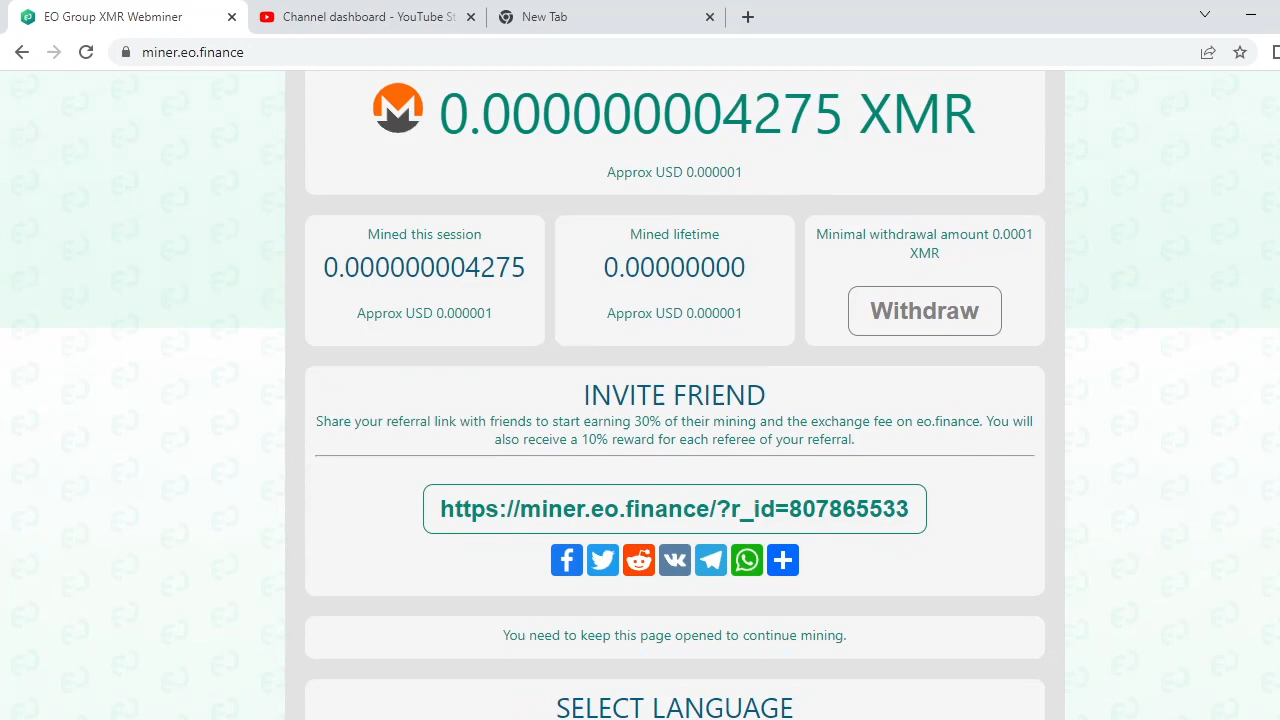 EO Group XMR Webminer
Channel dashboard - YouTube St
New Tab
miner.eo.finance
0.000000004275 XMR
Approx USD 0.000001
Mined this session
0.000000004275
Approx USD 0.000001
Mined lifetime
0.00000000
Approx USD 0.000001
Minimal withdrawal amount 0.0001
XMR
Withdraw
INVITE FRIEND
Share your referral link with friends to start earning 30% of their mining and the exchange fee on eo.finance. You will
also receive a 10% reward for each referee of your referral.
https://miner.eo.finance/?r_id=807865533
You need to keep this page opened to continue mining.
SELECT LANGUAGE